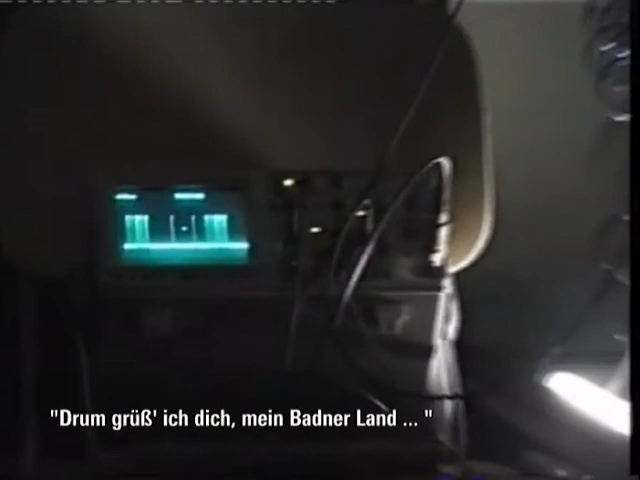 "Drum grüß' ich dich, mein Badner Land ... "